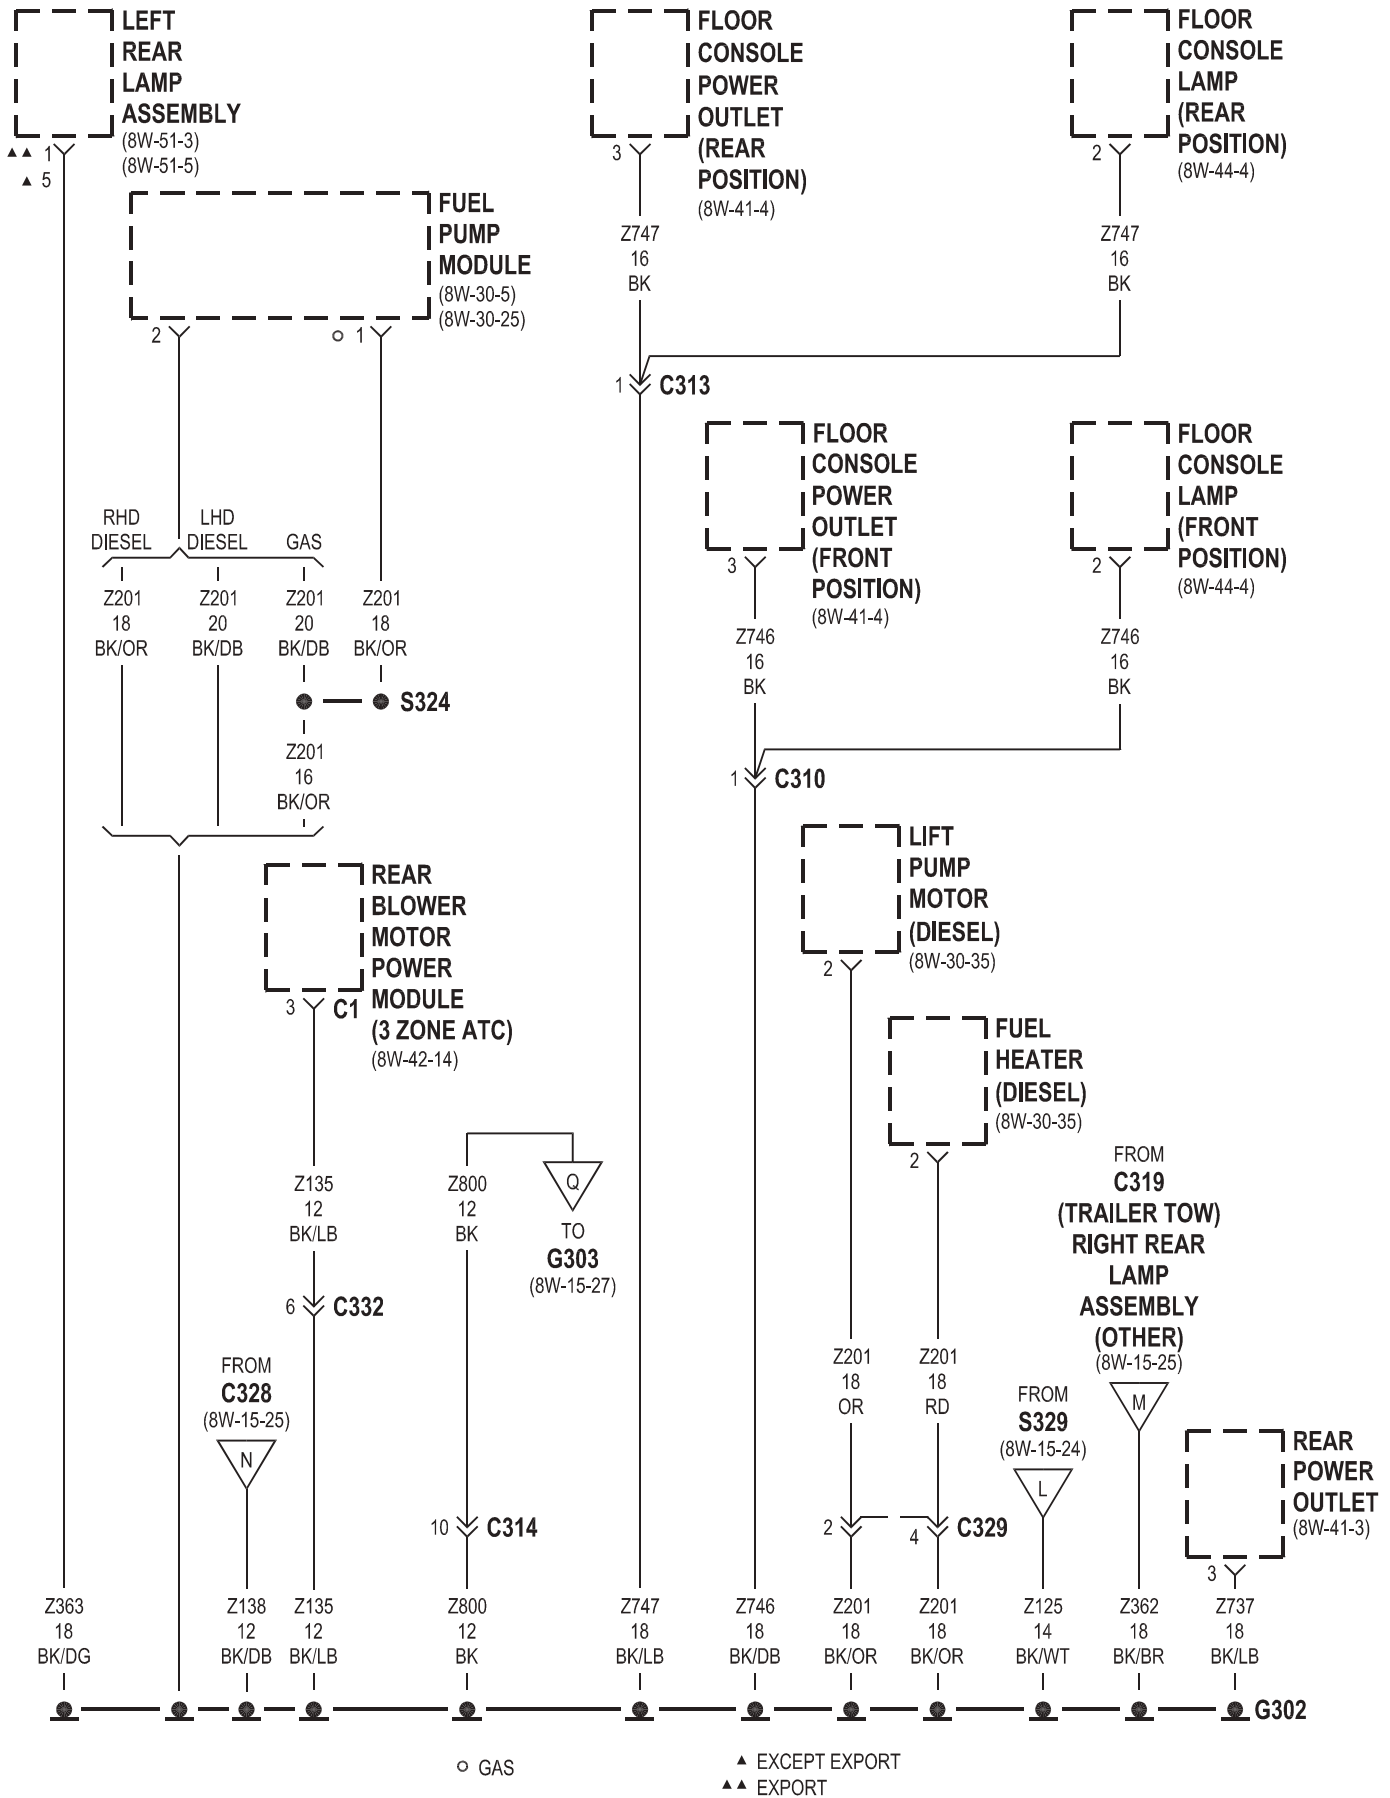 LEFT
REAR
LAMP
ASSEMBLY
(8W-51-3)
(8W-51-5)
▲▲ 1
▲ 5
FLOOR
CONSOLE
POWER
OUTLET
(REAR
POSITION)
(8W-41-4)
3
Z747
16
BK
FLOOR
CONSOLE
LAMP
(REAR
POSITION)
(8W-44-4)
2
Z747
16
BK
1 C313
FUEL
PUMP
MODULE
(8W-30-5)
(8W-30-25)
2
○ 1
RHD
DIESEL
LHD
DIESEL
GAS
Z201
18
BK/OR
Z201
20
BK/DB
Z201
20
BK/DB
Z201
18
BK/OR
S324
Z201
16
BK/OR
FLOOR
CONSOLE
POWER
OUTLET
(FRONT
POSITION)
(8W-41-4)
3
Z746
16
BK
FLOOR
CONSOLE
LAMP
(FRONT
POSITION)
(8W-44-4)
2
Z746
16
BK
1 C310
REAR
BLOWER
MOTOR
POWER
MODULE
(3 ZONE ATC)
(8W-42-14)
3 C1
Z135
12
BK/LB
6 C332
LIFT
PUMP
MOTOR
(DIESEL)
(8W-30-35)
2
FUEL
HEATER
(DIESEL)
(8W-30-35)
2
Z800
12
BK
Q
TO
G303
(8W-15-27)
FROM
C319
(TRAILER TOW)
RIGHT REAR
LAMP
ASSEMBLY
(OTHER)
(8W-15-25)
M
FROM
C328
(8W-15-25)
N
Z201
18
OR
Z201
18
RD
FROM
S329
(8W-15-24)
L
REAR
POWER
OUTLET
(8W-41-3)
3
10 C314
2
4 C329
Z363
18
BK/DG
Z138
12
BK/DB
Z135
12
BK/LB
Z800
12
BK
Z747
18
BK/LB
Z746
18
BK/DB
Z201
18
BK/OR
Z201
18
BK/OR
Z125
14
BK/WT
Z362
18
BK/BR
Z737
18
BK/LB
G302
○ GAS
▲ EXCEPT EXPORT
▲▲ EXPORT